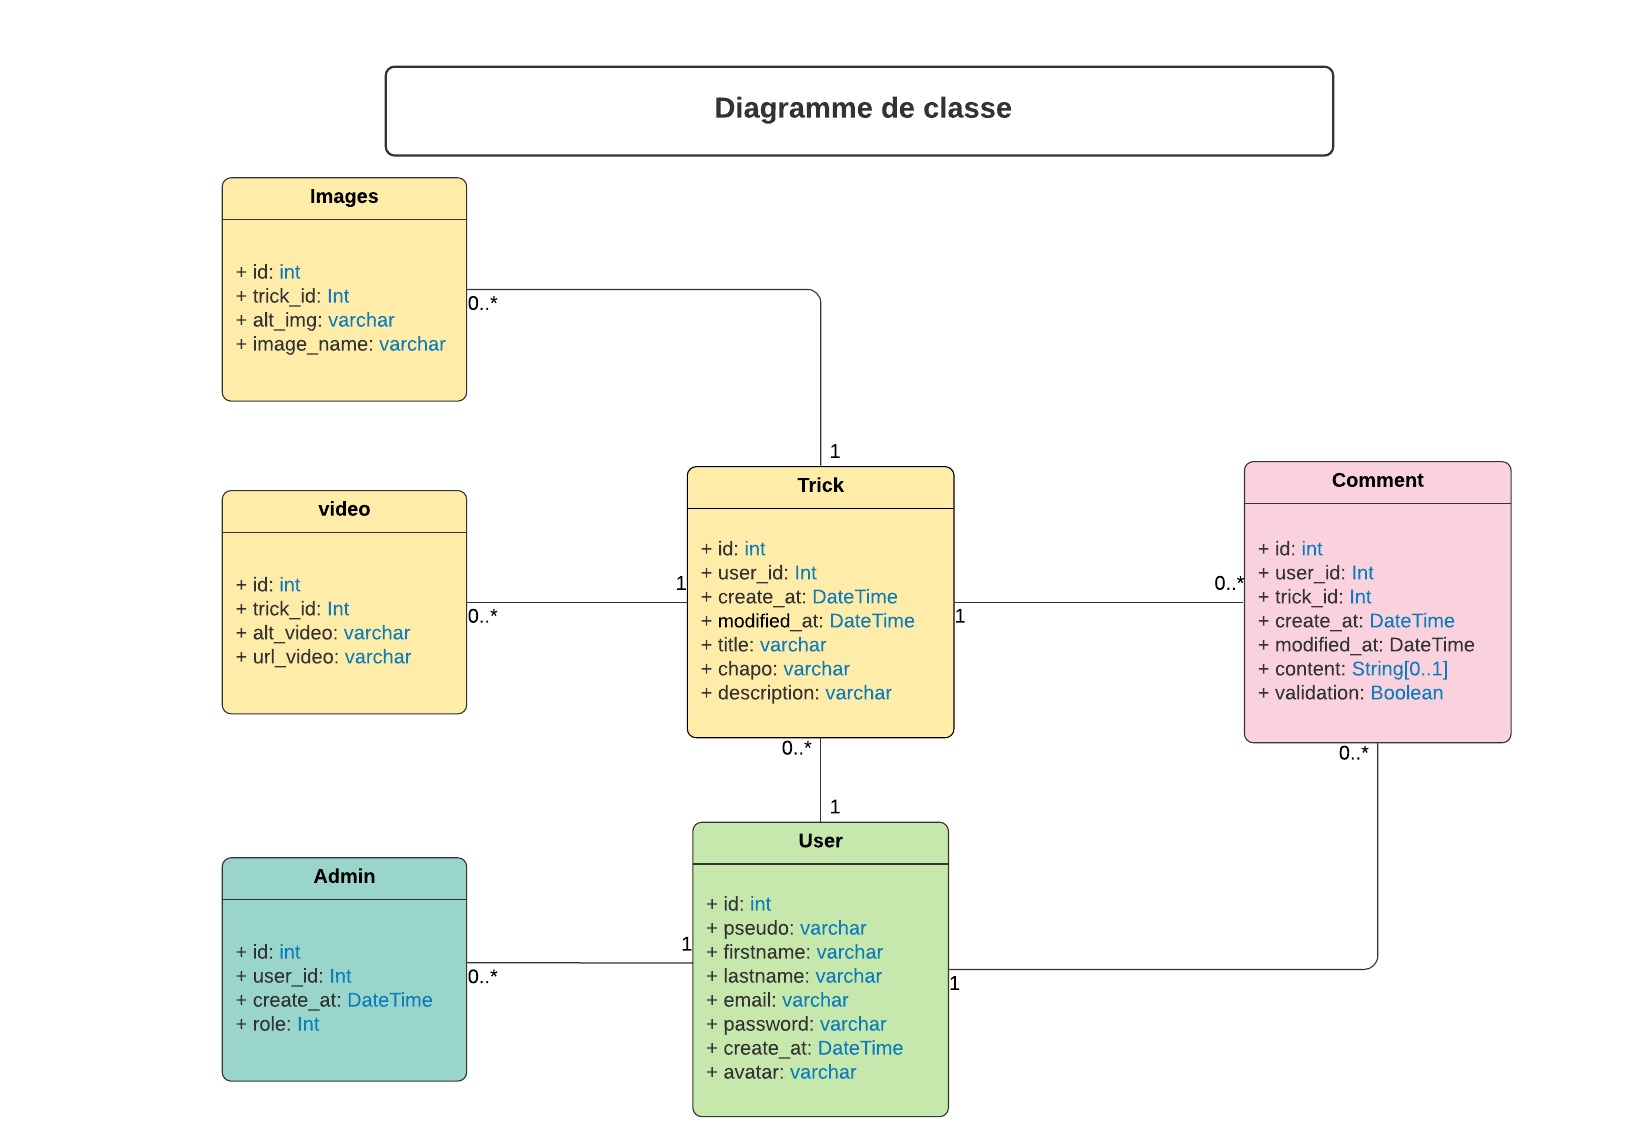 Diagramme de classe
Images
+ id: int
+ trick_id: Int
+ alt_img: varchar
+ image_name: varchar
0..*
1
video
+ id: int
+ trick_id: Int
+ alt_video: varchar
+ url_video: varchar
0..*
1
Trick
+ id: int
+ user_id: Int
+ create_at: DateTime
+ modified_at: DateTime
+ title: varchar
+ chapo: varchar
+ description: varchar
1
0..*
Comment
+ id: int
+ user_id: Int
+ trick_id: Int
+ create_at: DateTime
+ modified_at: DateTime
+ content: String[0..1]
+ validation: Boolean
0..*
0..*
1
Admin
+ id: int
+ user_id: Int
+ create_at: DateTime
+ role: Int
0..*
1
User
+ id: int
+ pseudo: varchar
+ firstname: varchar
+ lastname: varchar
+ email: varchar
+ password: varchar
+ create_at: DateTime
+ avatar: varchar
1